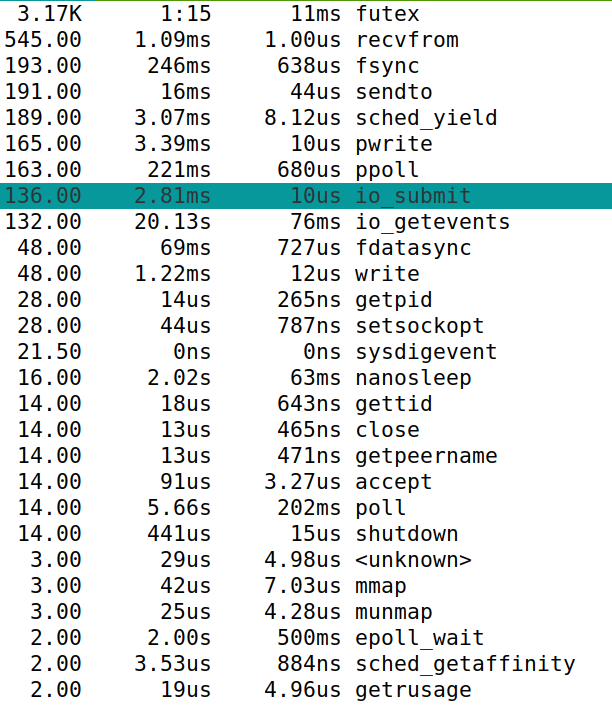 3.17K 1:15 11ms futex
545.00 1.09ms 1.00us recvfrom
193.00 246ms 638us fsync
191.00 16ms 44us sendto
189.00 3.07ms 8.12us sched_yield
165.00 3.39ms 10us pwrite
163.00 221ms 680us ppoll
136.00 2.81ms 10us io_submit
132.00 20.13s 76ms io_getevents
48.00 69ms 727us fdatasync
48.00 1.22ms 12us write
28.00 14us 265ns getpid
28.00 44us 787ns setsockopt
21.50 0ns 0ns sysdigevent
16.00 2.02s 63ms nanosleep
14.00 18us 643ns gettid
14.00 13us 465ns close
14.00 13us 471ns getpeername
14.00 91us 3.27us accept
14.00 5.66s 202ms poll
14.00 441us 15us shutdown
3.00 29us 4.98us <unknown>
3.00 42us 7.03us mmap
3.00 25us 4.28us munmap
2.00 2.00s 500ms epoll_wait
2.00 3.53us 884ns sched_getaffinity
2.00 19us 4.96us getrusage